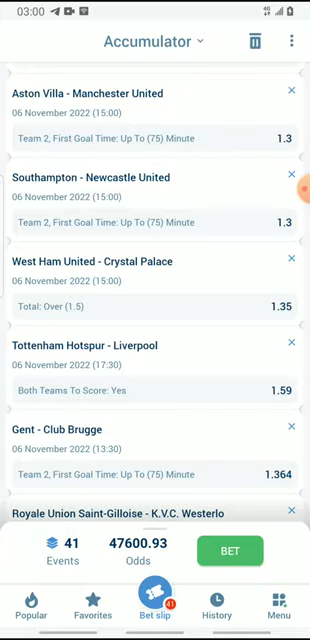 03:00
4G
Accumulator
Aston Villa - Manchester United
06 November 2022 (15:00)
Team 2, First Goal Time: Up To (75) Minute 1.3
Southampton - Newcastle United
06 November 2022 (15:00)
Team 2, First Goal Time: Up To (75) Minute 1.3
West Ham United - Crystal Palace
06 November 2022 (15:00)
Total: Over (1.5) 1.35
Tottenham Hotspur - Liverpool
06 November 2022 (17:30)
Both Teams To Score: Yes 1.59
Gent - Club Brugge
06 November 2022 (13:30)
Team 2, First Goal Time: Up To (75) Minute 1.364
Royale Union Saint-Gilloise - K.V.C. Westerlo
41 47600.93 BET
Events Odds
41
Popular Favorites Bet slip History Menu